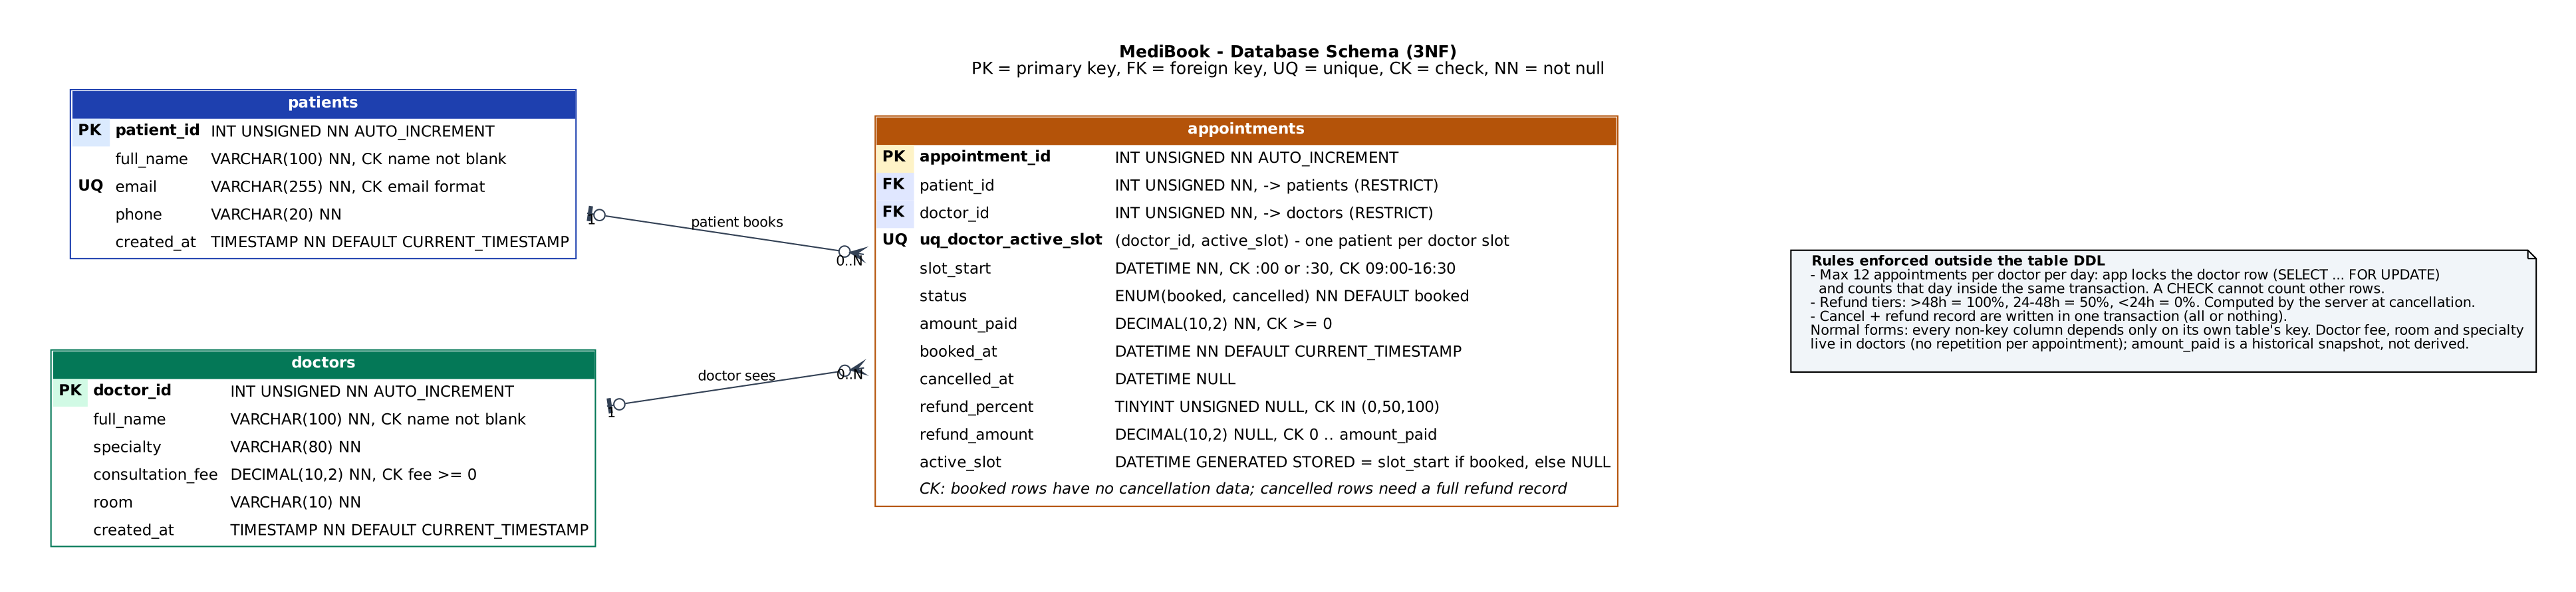 MediBook - Database Schema (3NF)
PK = primary key, FK = foreign key, UQ = unique, CK = check, NN = not null
patients
PK patient_id INT UNSIGNED NN AUTO_INCREMENT
full_name VARCHAR(100) NN, CK name not blank
UQ email VARCHAR(255) NN, CK email format
phone VARCHAR(20) NN
created_at TIMESTAMP NN DEFAULT CURRENT_TIMESTAMP
1
patient books
0..N
doctors
PK doctor_id INT UNSIGNED NN AUTO_INCREMENT
full_name VARCHAR(100) NN, CK name not blank
specialty VARCHAR(80) NN
consultation_fee DECIMAL(10,2) NN, CK fee >= 0
room VARCHAR(10) NN
created_at TIMESTAMP NN DEFAULT CURRENT_TIMESTAMP
1
doctor sees
0..N
appointments
PK appointment_id INT UNSIGNED NN AUTO_INCREMENT
FK patient_id INT UNSIGNED NN, -> patients (RESTRICT)
FK doctor_id INT UNSIGNED NN, -> doctors (RESTRICT)
UQ uq_doctor_active_slot (doctor_id, active_slot) - one patient per doctor slot
slot_start DATETIME NN, CK :00 or :30, CK 09:00-16:30
status ENUM(booked, cancelled) NN DEFAULT booked
amount_paid DECIMAL(10,2) NN, CK >= 0
booked_at DATETIME NN DEFAULT CURRENT_TIMESTAMP
cancelled_at DATETIME NULL
refund_percent TINYINT UNSIGNED NULL, CK IN (0,50,100)
refund_amount DECIMAL(10,2) NULL, CK 0 .. amount_paid
active_slot DATETIME GENERATED STORED = slot_start if booked, else NULL
CK: booked rows have no cancellation data; cancelled rows need a full refund record
Rules enforced outside the table DDL
- Max 12 appointments per doctor per day: app locks the doctor row (SELECT ... FOR UPDATE)
and counts that day inside the same transaction. A CHECK cannot count other rows.
- Refund tiers: >48h = 100%, 24-48h = 50%, <24h = 0%. Computed by the server at cancellation.
- Cancel + refund record are written in one transaction (all or nothing).
Normal forms: every non-key column depends only on its own table's key. Doctor fee, room and specialty
live in doctors (no repetition per appointment); amount_paid is a historical snapshot, not derived.